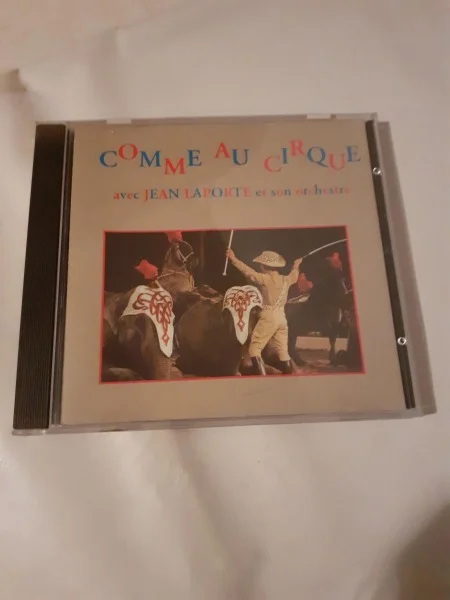 COMME AU CIRQUE
avec JEAN LAPORTE et son orchestre